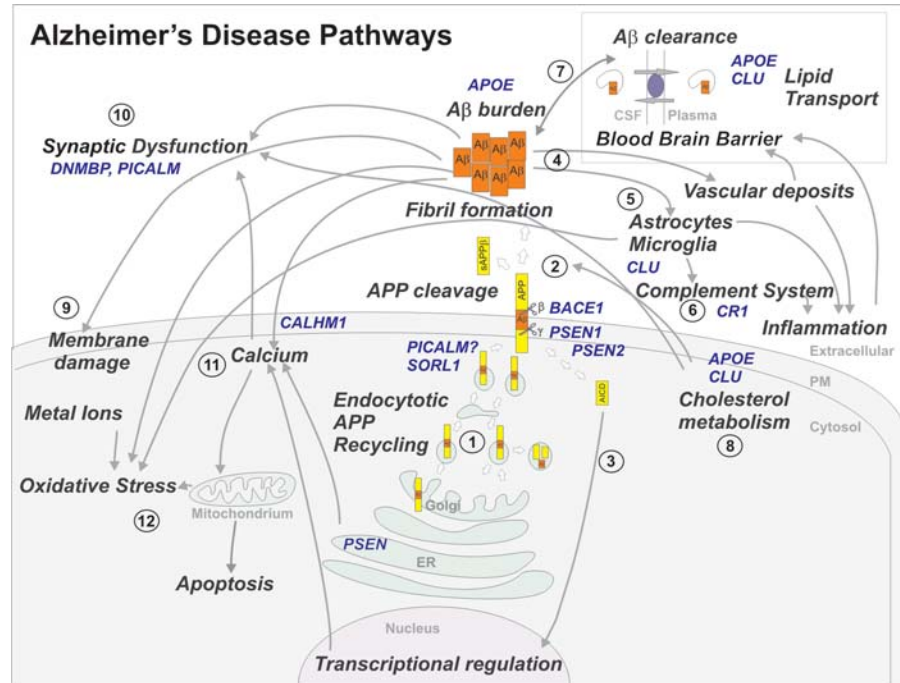 Alzheimer's Disease Pathways
Aβ clearance
APOE
CLU
Lipid
Transport
CSF
Plasma
Blood Brain Barrier
7
APOE
Aβ burden
Aβ
Aβ
Aβ
Aβ
Aβ
Aβ
Aβ
Fibril formation
10
Synaptic Dysfunction
DNMBP, PICALM
4
Vascular deposits
5
Astrocytes
Microglia
CLU
Complement System
6
CR1
Inflammation
Extracellular
PM
Cytosol
sAPPβ
2
APP cleavage
APP
Aβ
β
BACE1
γ
PSEN1
PSEN2
9
Membrane
damage
CALHM1
11
Calcium
PICALM?
SORL1
APOE
CLU
Cholesterol
metabolism
8
AICD
Endocytotic
APP
Recycling
1
3
Metal Ions
Oxidative Stress
12
Mitochondrium
Apoptosis
Golgi
PSEN
ER
Nucleus
Transcriptional regulation